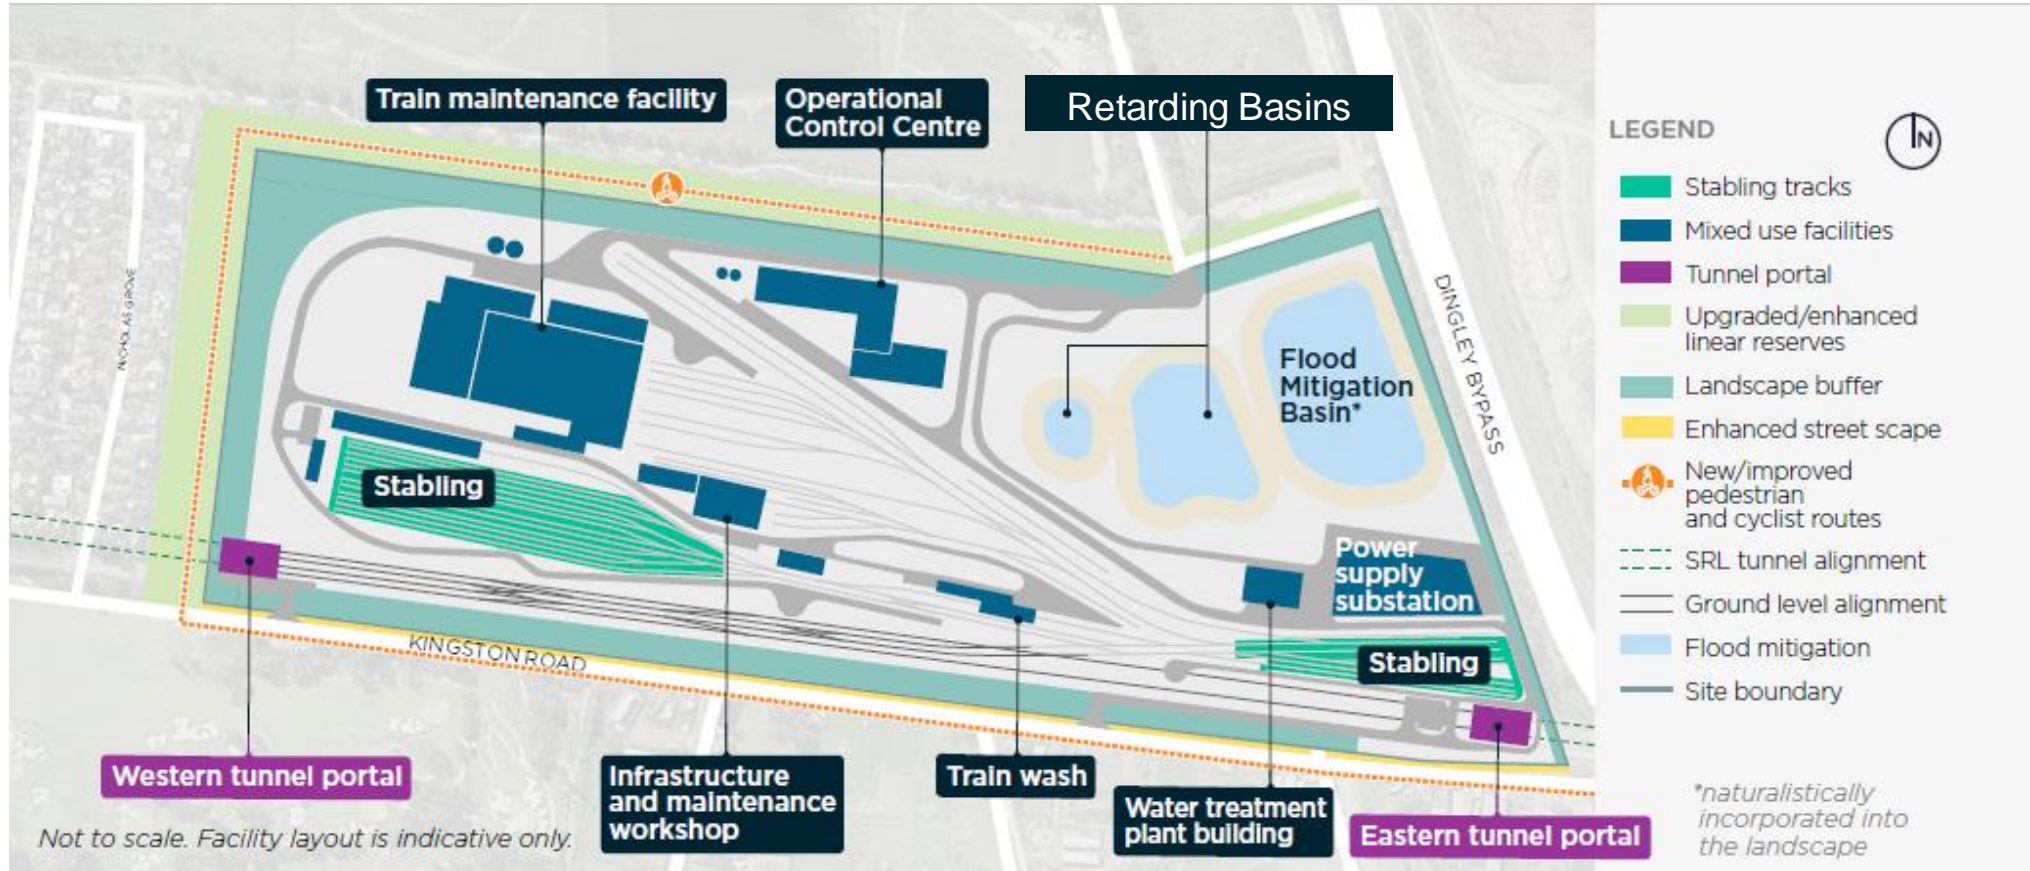 Train maintenance facility
Operational
Control Centre
Retarding Basins
NICHOLAS GROVE
DINGLEY BYPASS
Flood
Mitigation
Basin*
Stabling
Power
supply
substation
Stabling
KINGSTON ROAD
Western tunnel portal
Infrastructure
and maintenance
workshop
Train wash
Water treatment
plant building
Eastern tunnel portal
Not to scale. Facility layout is indicative only.
LEGEND
N
Stabling tracks
Mixed use facilities
Tunnel portal
Upgraded/enhanced
linear reserves
Landscape buffer
Enhanced street scape
New/improved
pedestrian
and cyclist routes
SRL tunnel alignment
Ground level alignment
Flood mitigation
Site boundary
*naturalistically
incorporated into
the landscape